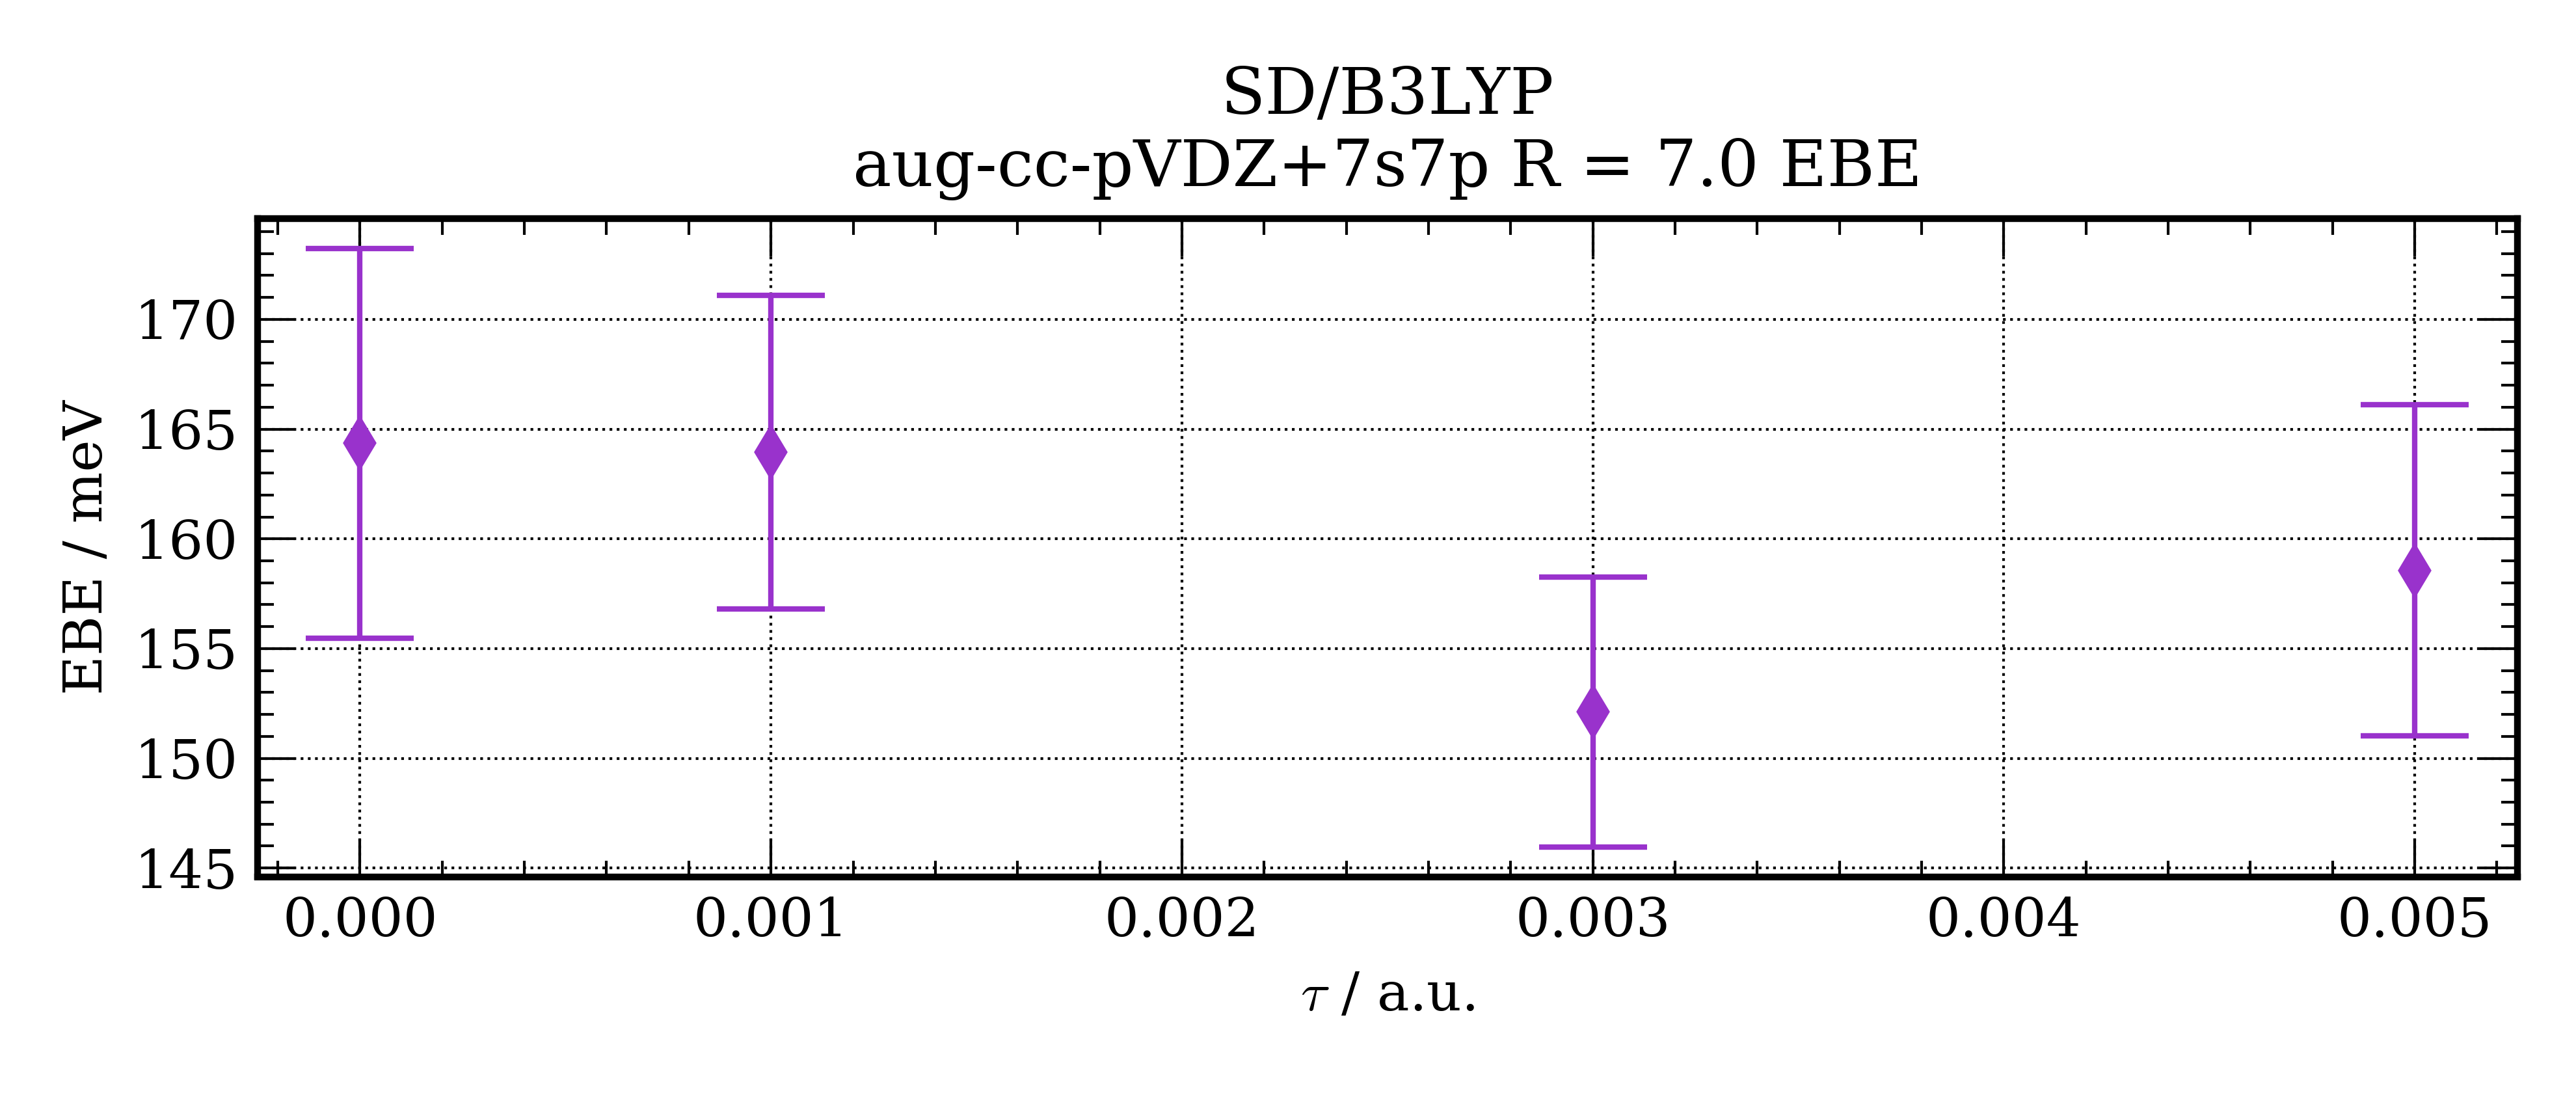 SD/B3LYP
aug-cc-pVDZ+7s7p R = 7.0 EBE
EBE / meV
170
165
160
155
150
145
0.000 0.001 0.002 0.003 0.004 0.005
τ / a.u.